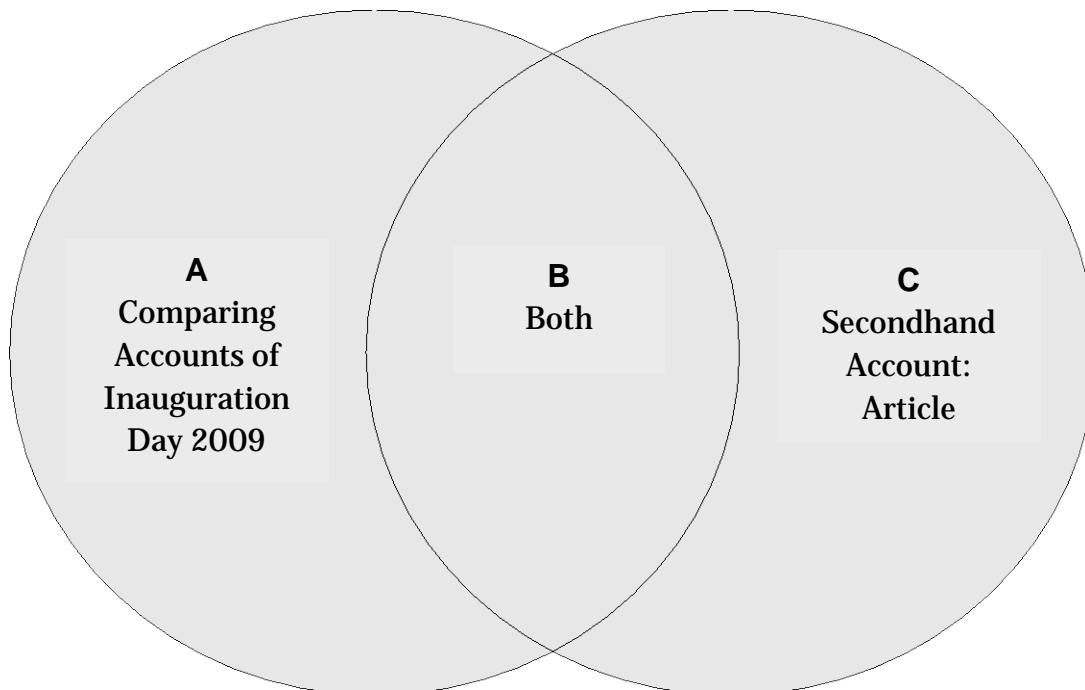 A
Comparing
Accounts of
Inauguration
Day 2009
B
Both
C
Secondhand
Account:
Article